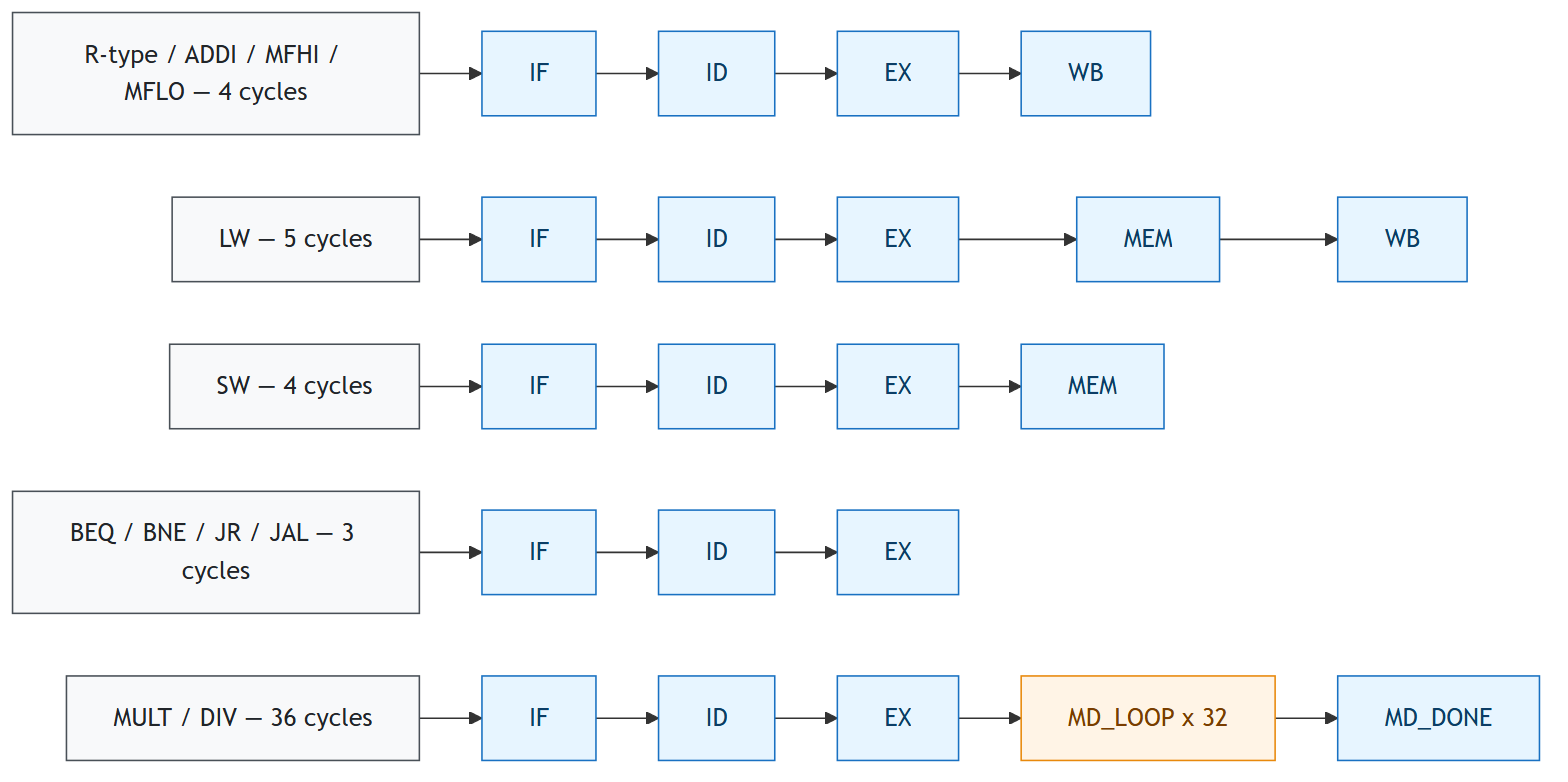 R-type / ADDI / MFHI /
MFLO — 4 cycles
IF
ID
EX
WB
LW — 5 cycles
IF
ID
EX
MEM
WB
SW — 4 cycles
IF
ID
EX
MEM
BEQ / BNE / JR / JAL — 3
cycles
IF
ID
EX
MULT / DIV — 36 cycles
IF
ID
EX
MD_LOOP x 32
MD_DONE